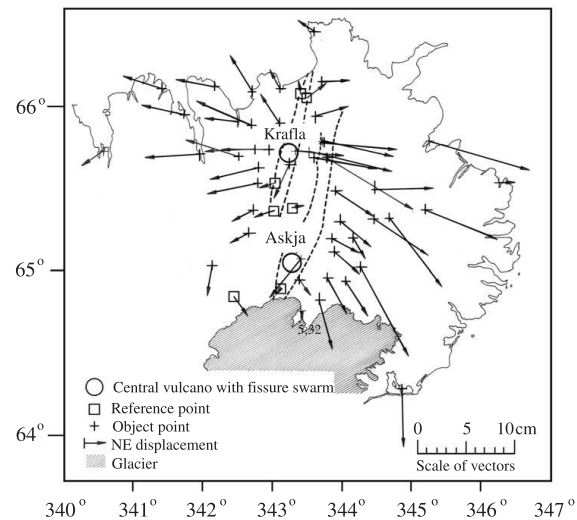 66°
Krafla
Askja
65°
5.32
Central vulcano with fissure swarm
Reference point
Object point
NE displacement
Glacier
64°
0 5 10cm
Scale of vectors
340° 341° 342° 343° 344° 345° 346° 347°